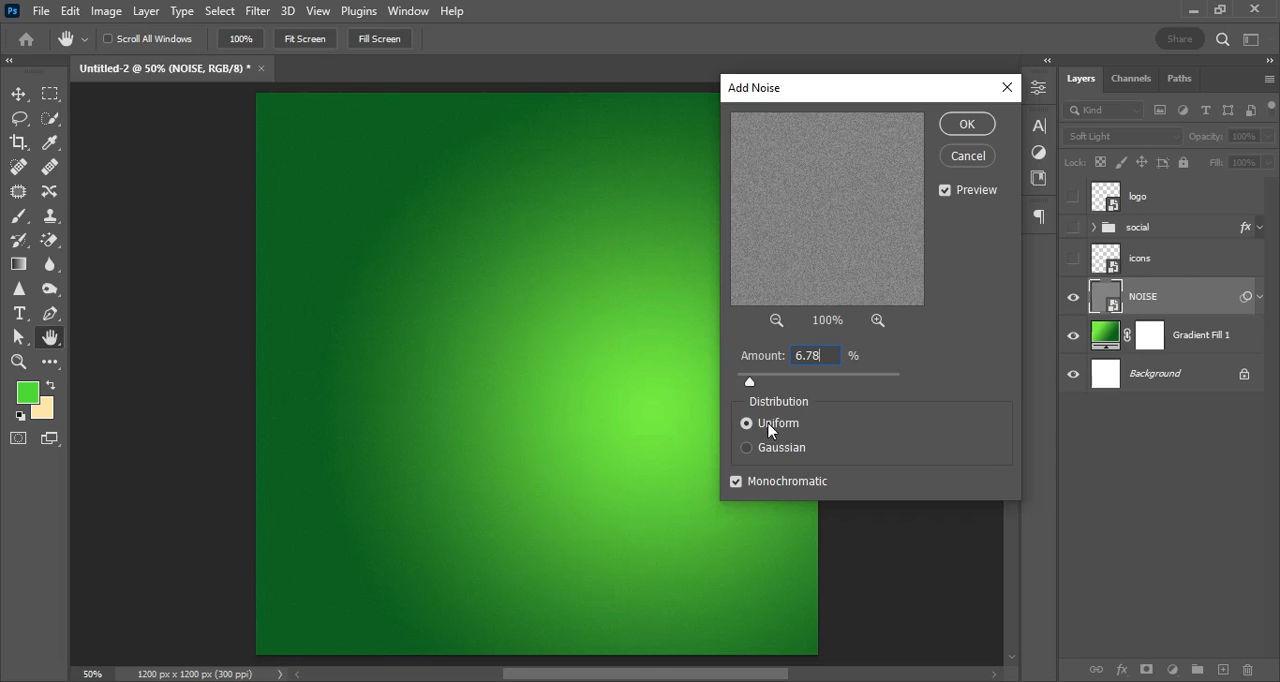 Ps File Edit Image Layer Type Select Filter 3D View Plugins Window Help
Scroll All Windows 100% Fit Screen Fill Screen Share
Untitled-2 @ 50% (NOISE, RGB/8) *
Add Noise
OK
Cancel
Preview
100%
Amount: 6.78 %
Distribution
Uniform
Gaussian
Monochromatic
Layers Channels Paths
Kind
Soft Light Opacity: 100%
Lock: Fill: 100%
logo
social fx
icons
NOISE
Gradient Fill 1
Background
50% 1200 px x 1200 px (300 ppi)
fx